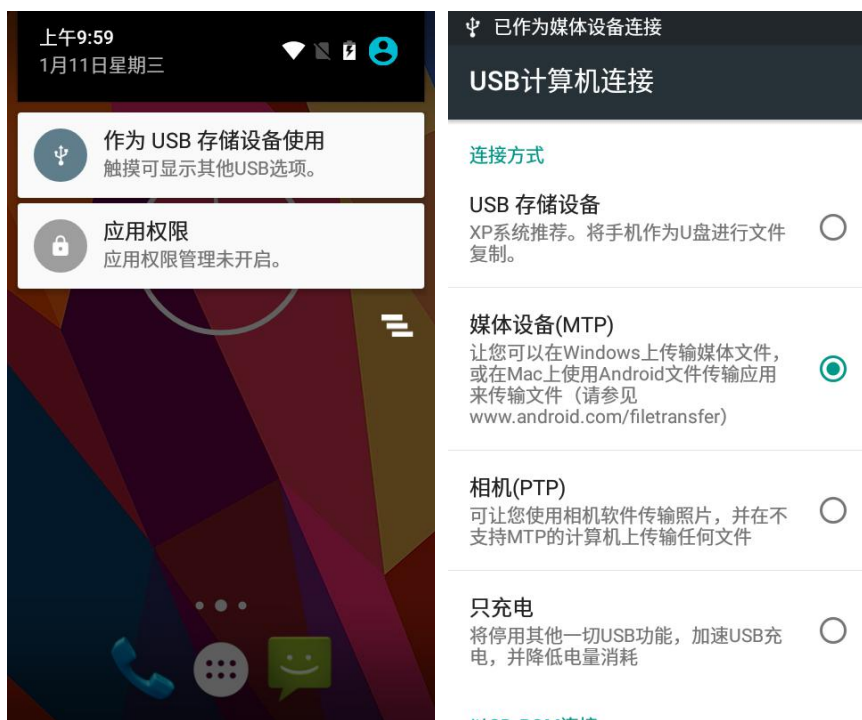 上午9:59
1月11日星期三
作为 USB 存储设备使用
触摸可显示其他USB选项。
应用权限
应用权限管理未开启。
已作为媒体设备连接
USB计算机连接
连接方式
USB 存储设备
XP系统推荐。将手机作为U盘进行文件
复制。
媒体设备(MTP)
让您可以在Windows上传输媒体文件，
或在Mac上使用Android文件传输应用
来传输文件（请参见
www.android.com/filetransfer)
相机(PTP)
可让您使用相机软件传输照片，并在不
支持MTP的计算机上传输任何文件
只充电
将停用其他一切USB功能，加速USB充
电，并降低电量消耗